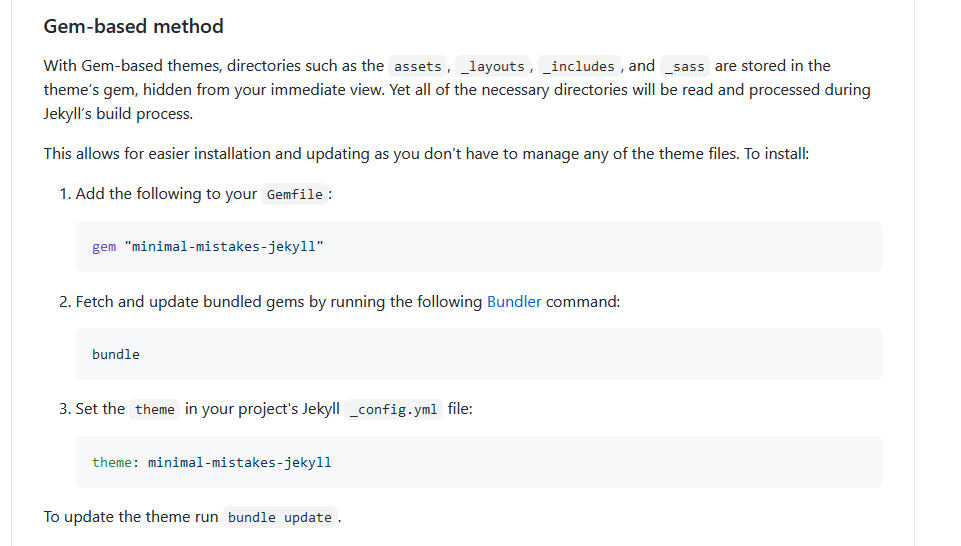 Gem-based method
With Gem-based themes, directories such as the assets, _layouts, _includes, and _sass are stored in the
theme’s gem, hidden from your immediate view. Yet all of the necessary directories will be read and processed during
Jekyll’s build process.
This allows for easier installation and updating as you don't have to manage any of the theme files. To install:
1. Add the following to your Gemfile:
gem "minimal-mistakes-jekyll"
2. Fetch and update bundled gems by running the following Bundler command:
bundle
3. Set the theme in your project's Jekyll _config.yml file:
theme: minimal-mistakes-jekyll
To update the theme run bundle update.